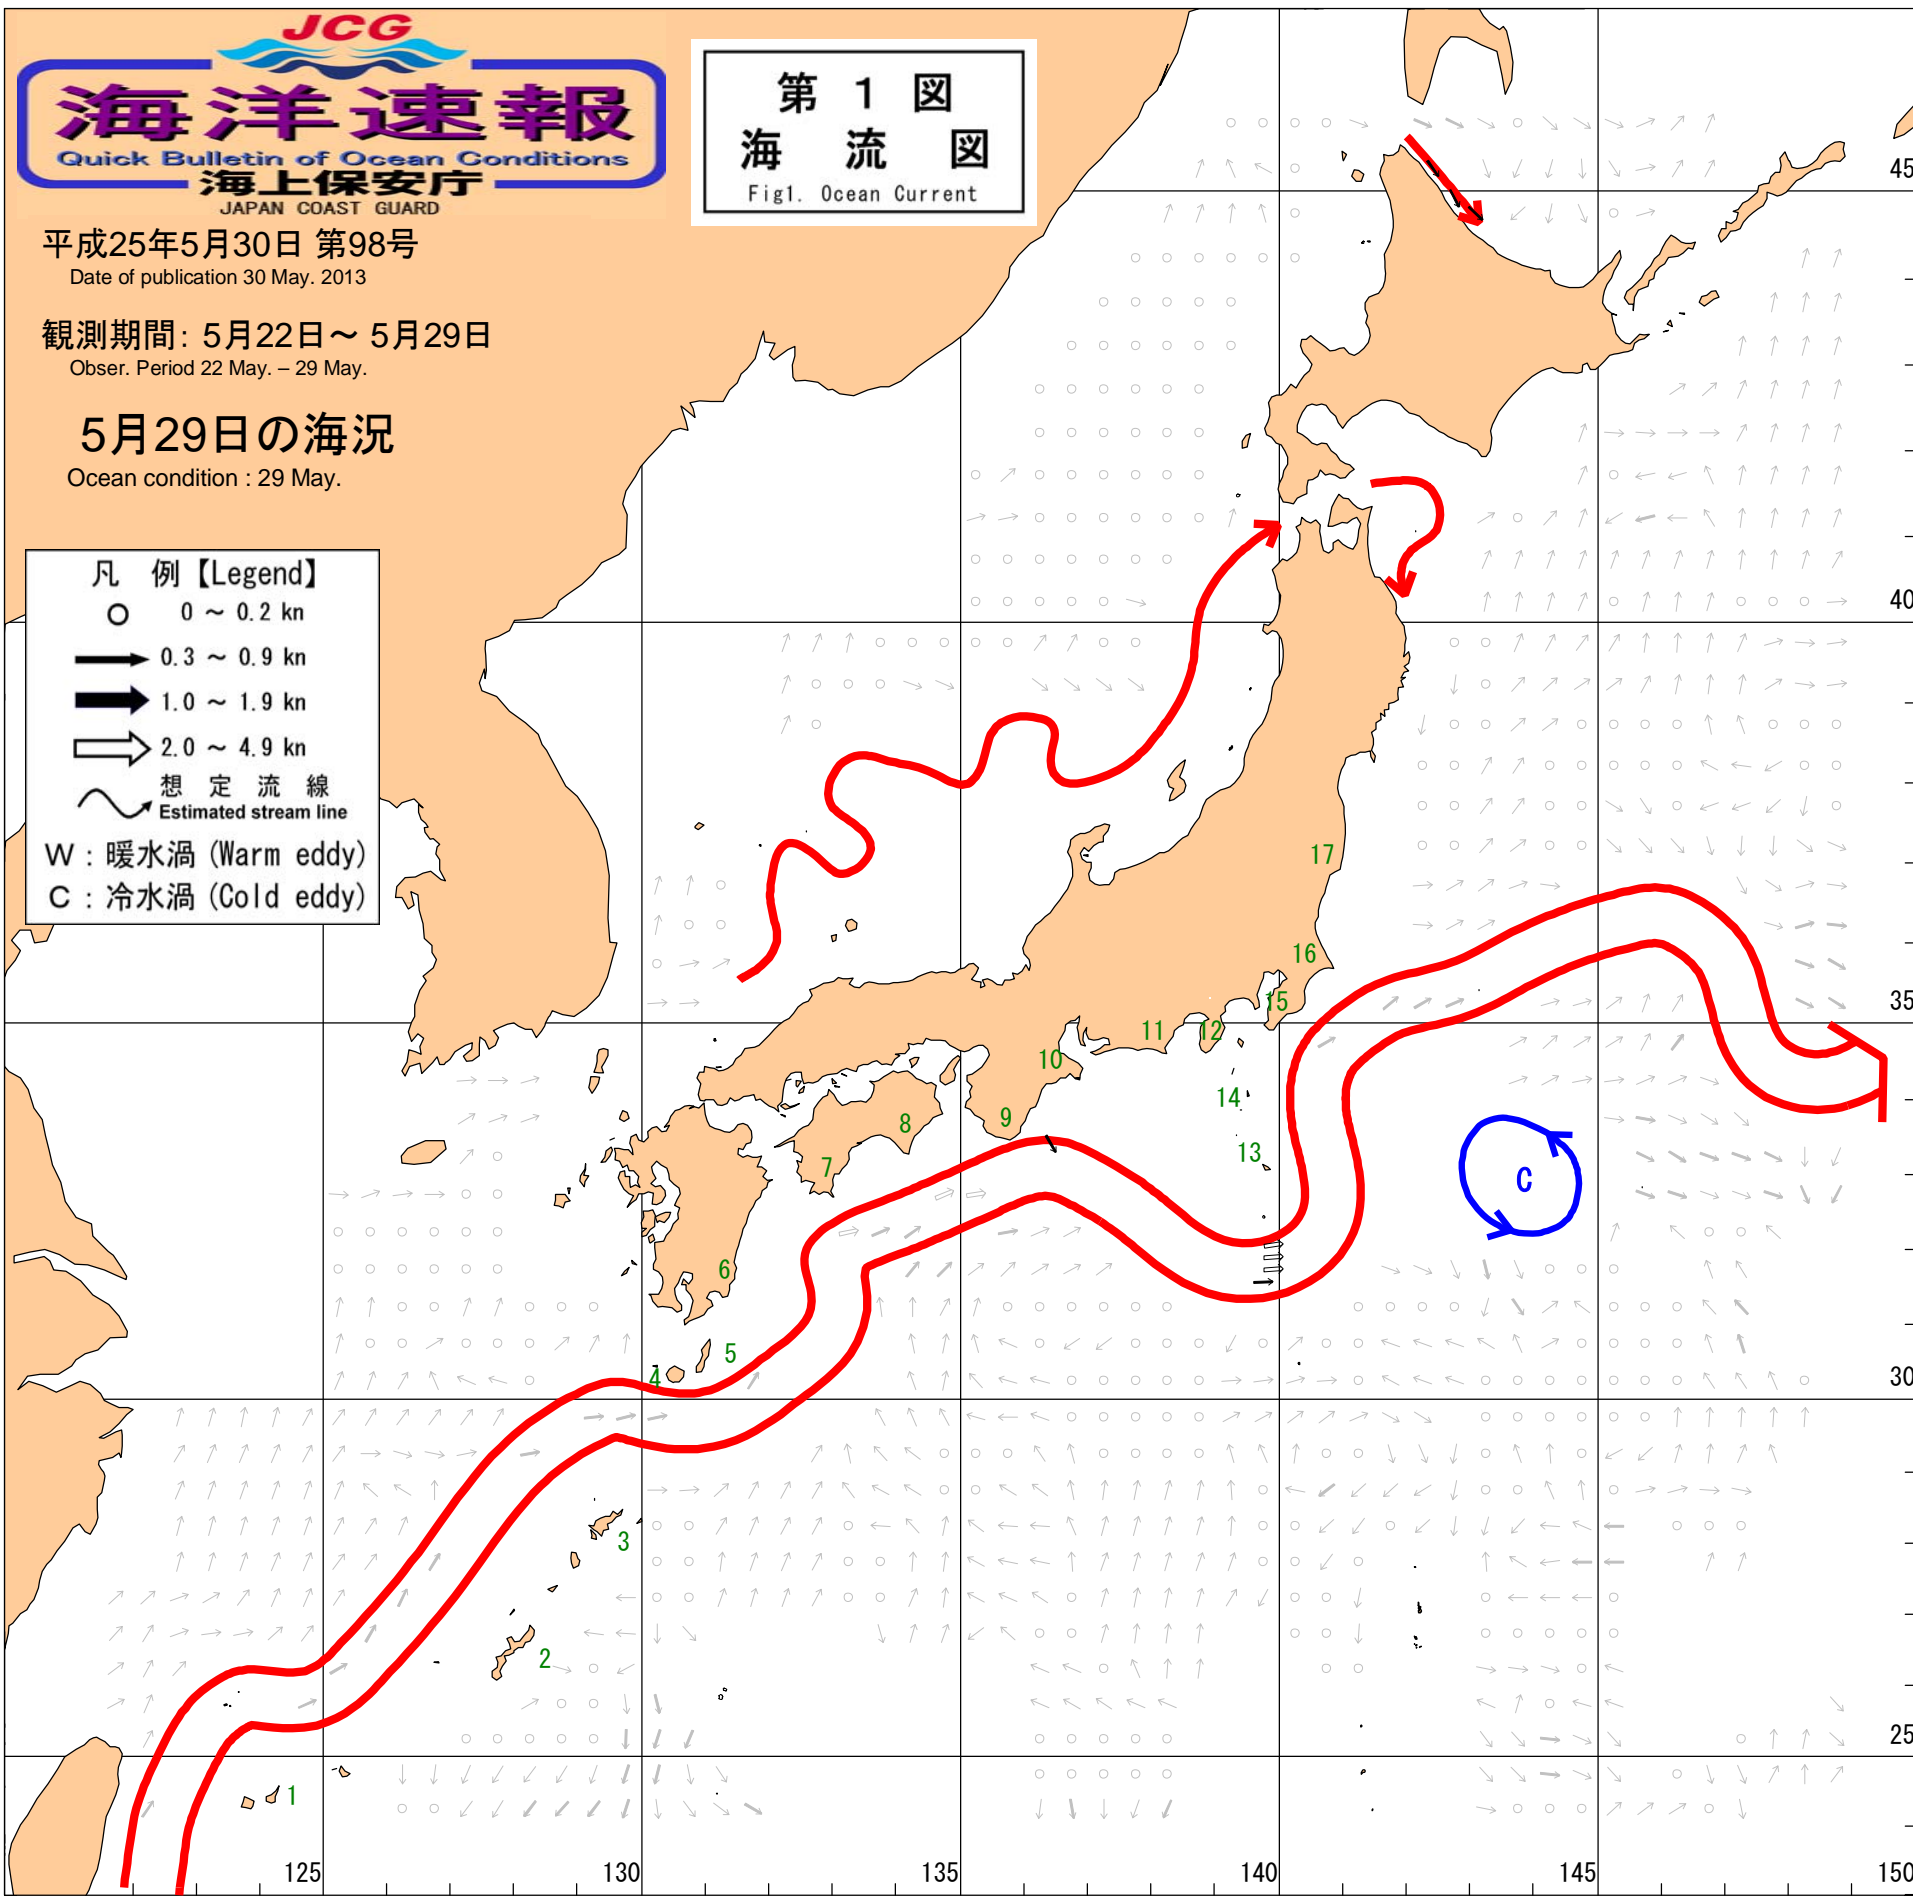 JCG
海洋速報
Quick Bulletin of Ocean Conditions
海上保安庁
JAPAN COAST GUARD
第 1 図
海 流 図
Fig1. Ocean Current
平成25年5月30日 第98号
Date of publication 30 May. 2013
観測期間: 5月22日～ 5月29日
Obser. Period 22 May. – 29 May.
5月29日の海況
Ocean condition : 29 May.
凡 例【Legend】
0 ～ 0.2 kn
0.3 ～ 0.9 kn
1.0 ～ 1.9 kn
2.0 ～ 4.9 kn
想 定 流 線
Estimated stream line
W : 暖水渦 (Warm eddy)
C : 冷水渦 (Cold eddy)
45
40
17
16
35
15
11
12
10
14
9
8
13
7
C
6
5
4
30
3
2
25
1
125
130
135
140
145
150